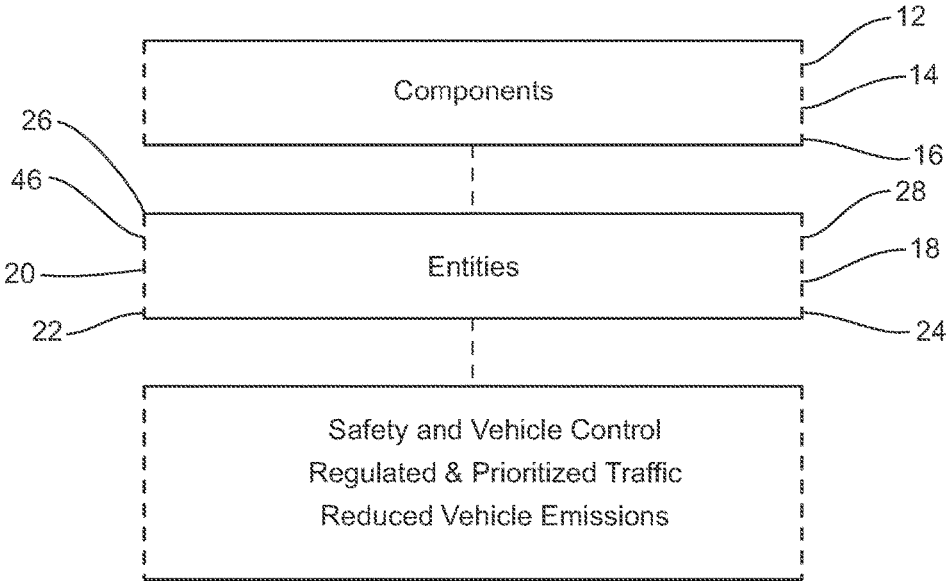 12
Components
14
16
26
46
28
Entities
18
20
22
24
Safety and Vehicle Control
Regulated & Prioritized Traffic
Reduced Vehicle Emissions